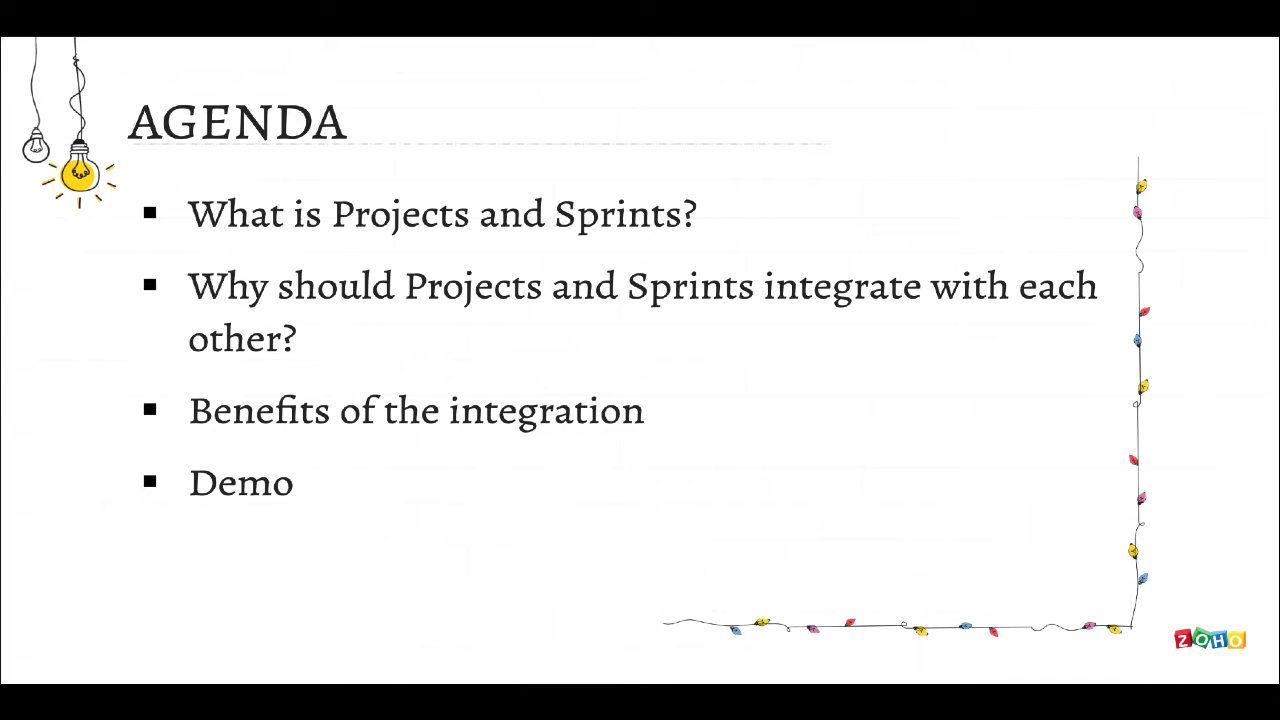 AGENDA
▪ What is Projects and Sprints?
▪ Why should Projects and Sprints integrate with each
other?
▪ Benefits of the integration
▪ Demo
ZOHO